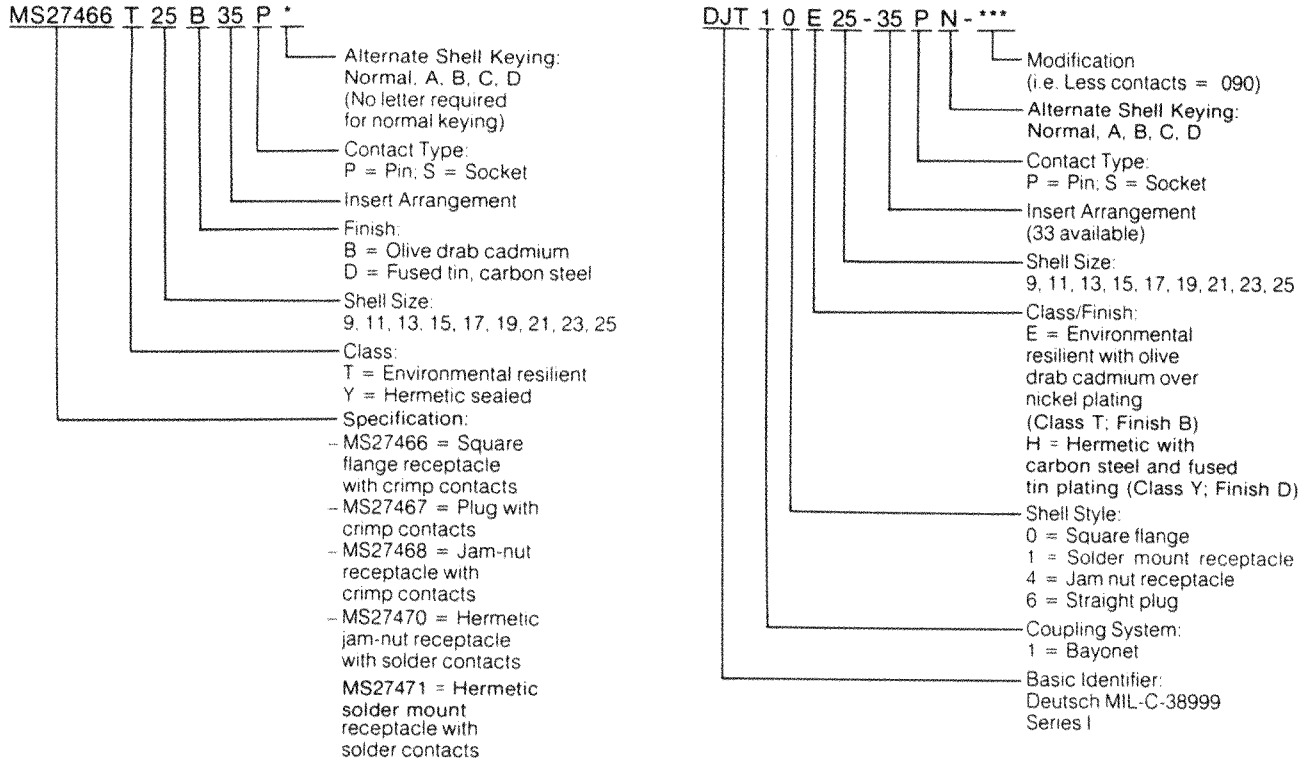 MS27466 T 25 B 35 P *
Alternate Shell Keying:
Normal, A, B, C, D
(No letter required
for normal keying)
Contact Type:
P = Pin; S = Socket
Insert Arrangement
Finish:
B = Olive drab cadmium
D = Fused tin, carbon steel
Shell Size:
9, 11, 13, 15, 17, 19, 21, 23, 25
Class:
T = Environmental resilient
Y = Hermetic sealed
Specification:
– MS27466 = Square
flange receptacle
with crimp contacts
– MS27467 = Plug with
crimp contacts
– MS27468 = Jam-nut
receptacle with
crimp contacts
– MS27470 = Hermetic
jam-nut receptacle
with solder contacts
MS27471 = Hermetic
solder mount
receptacle with
solder contacts
DJT 1 0 E 25 - 35 P N - ***
Modification
(i.e. Less contacts = 090)
Alternate Shell Keying:
Normal, A, B, C, D
Contact Type:
P = Pin; S = Socket
Insert Arrangement
(33 available)
Shell Size:
9, 11, 13, 15, 17, 19, 21, 23, 25
Class/Finish:
E = Environmental
resilient with olive
drab cadmium over
nickel plating
(Class T; Finish B)
H = Hermetic with
carbon steel and fused
tin plating (Class Y; Finish D)
Shell Style:
0 = Square flange
1 = Solder mount receptacle
4 = Jam nut receptacle
6 = Straight plug
Coupling System:
1 = Bayonet
Basic Identifier:
Deutsch MIL-C-38999
Series I